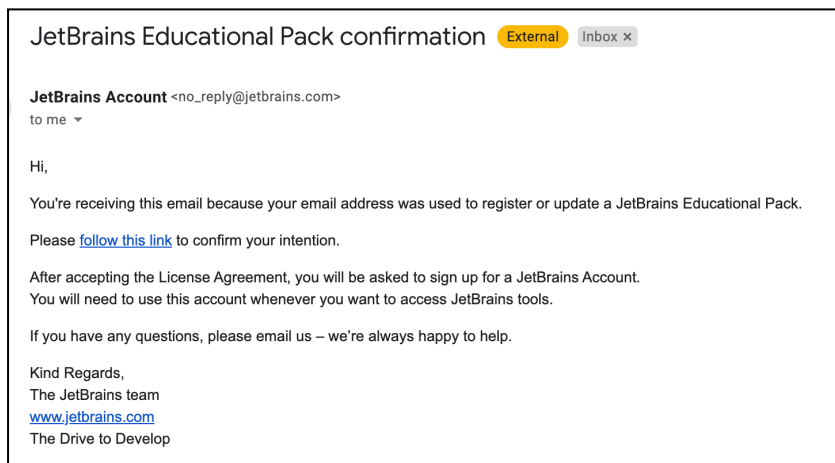 JetBrains Educational Pack confirmation External Inbox ×
JetBrains Account <no_reply@jetbrains.com>
to me
Hi,
You're receiving this email because your email address was used to register or update a JetBrains Educational Pack.
Please follow this link to confirm your intention.
After accepting the License Agreement, you will be asked to sign up for a JetBrains Account.
You will need to use this account whenever you want to access JetBrains tools.
If you have any questions, please email us – we’re always happy to help.
Kind Regards,
The JetBrains team
www.jetbrains.com
The Drive to Develop